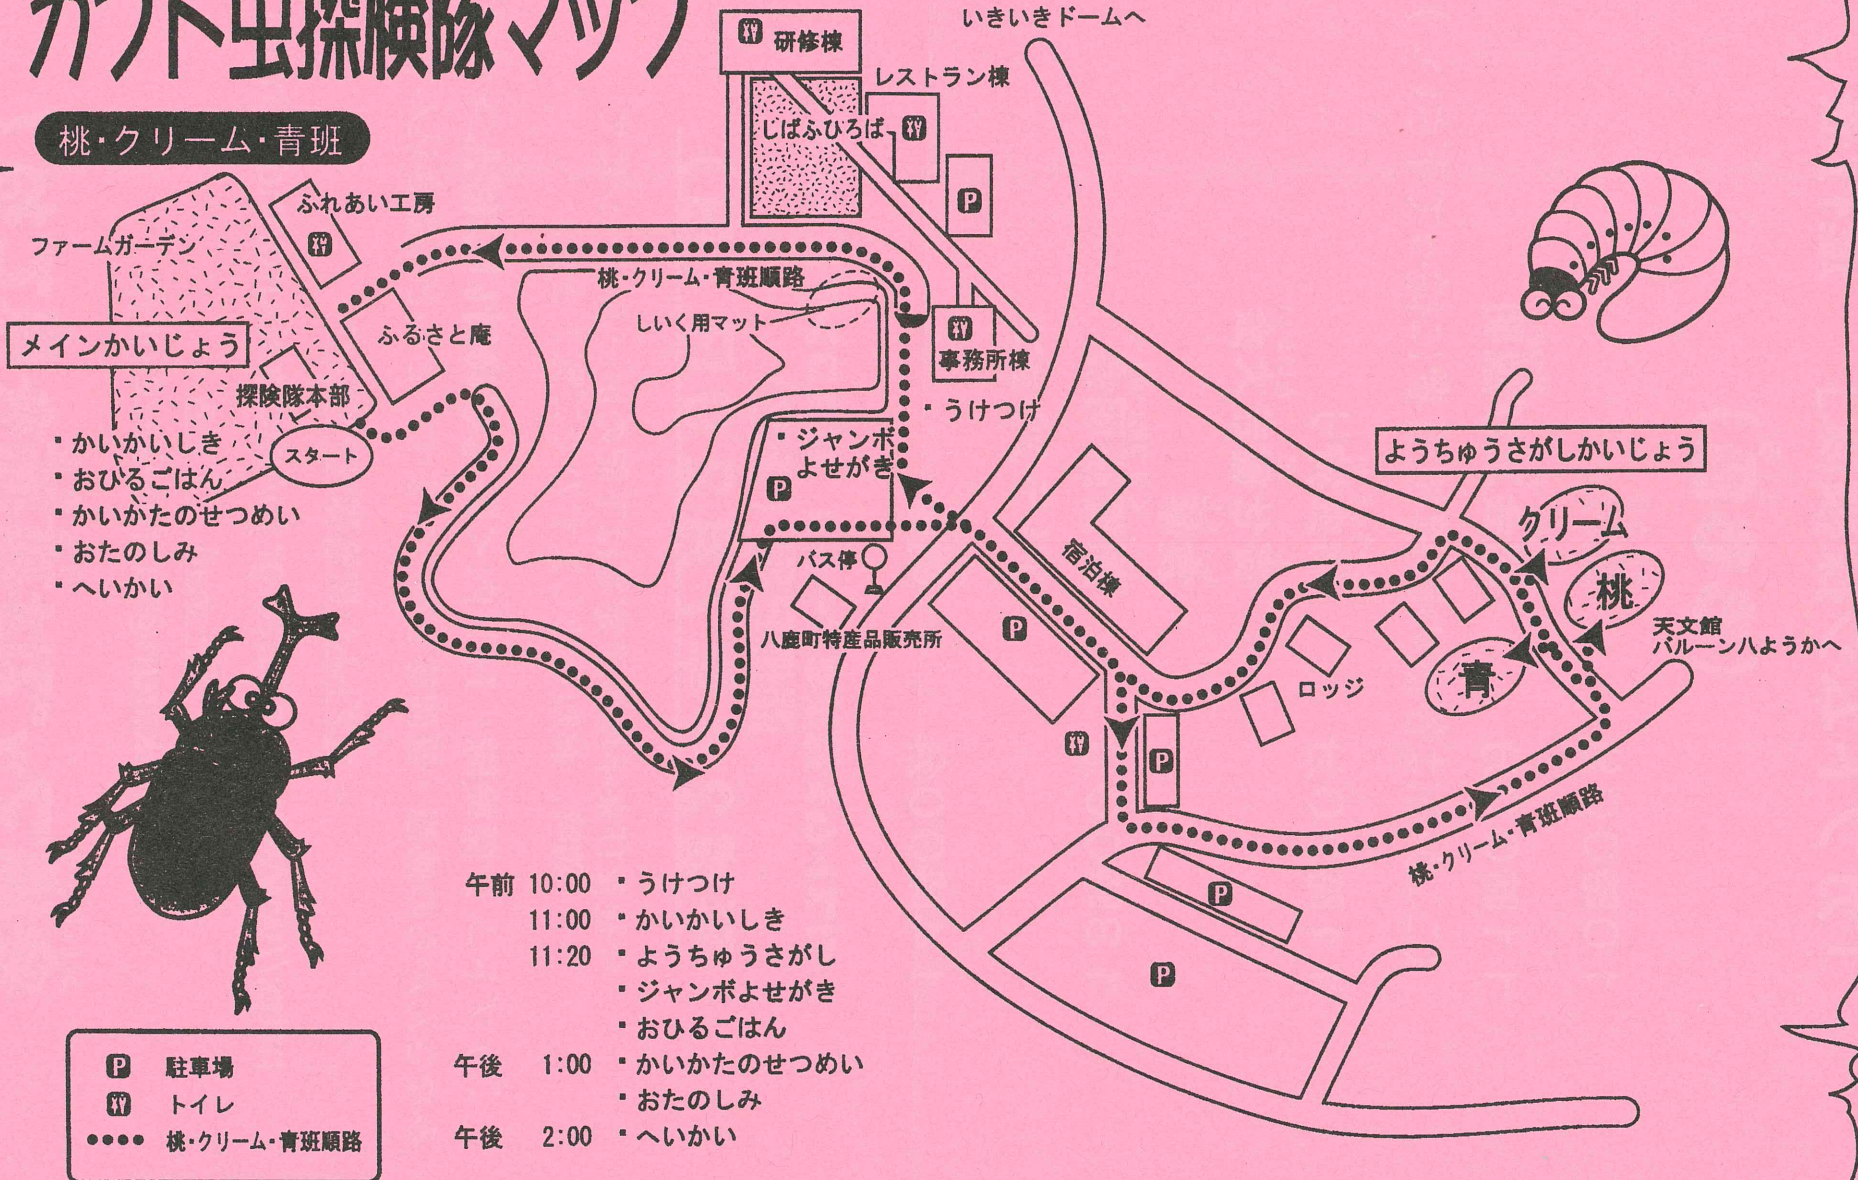 カブト虫探険隊マップ
桃・クリーム・青班
研修棟
いきいきドームへ
レストラン棟
じばふひろば
P
ふれあい工房
ファームガーデン
桃・クリーム・青班順路
しいく用マット
ふるさと庵
メインかいじょう
事務所棟
・うけつけ
探険隊本部
スタート
・かいかいしき
・おひるごはん
・かいかたのせつめい
・おたのしみ
・へいかい
・ジャンボ
よせがき
P
バス停
八鹿町特産品販売所
宿泊棟
P
ようちゅうさがしかいじょう
クリーム
桃
青
天文館
バルーン八ようかへ
ロッジ
P
桃・クリーム・青班順路
P
P
午前 10:00 ・うけつけ
11:00 ・かいかいしき
11:20 ・ようちゅうさがし
・ジャンボよせがき
・おひるごはん
午後 1:00 ・かいかたのせつめい
・おたのしみ
午後 2:00 ・へいかい
P 駐車場
トイレ
桃・クリーム・青班順路